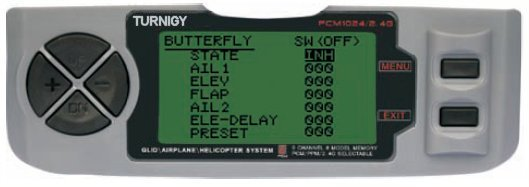 TURNIGY
PCM1024/2.4G
BUTTERFLY SW(OFF)
STATE INH
AIL1 000
ELEV 000
FLAP 000
AIL2 000
ELE-DELAY 000
PRESET 000
UP
+
-
DN
MENU
EXIT
GLID\AIRPLANE\HELICOPTER SYSTEM
8 MODEL MEMORY
PCM/PPM/2.4G SELECTABLE